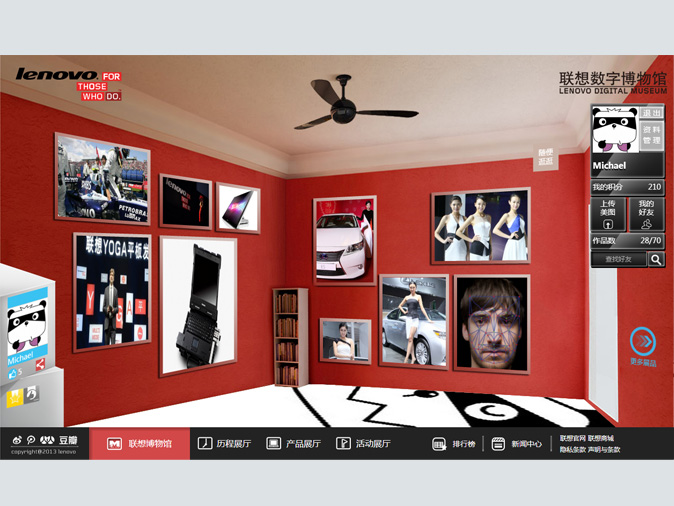 lenovo FOR
THOSE
WHO DO.
联想数字博物馆
LENOVO DIGITAL MUSEUM
退出
资料
管理
Michael
我的积分 210
上传
美图
我的
好友
作品数 28/70
查找好友
随便
逛逛
PETROBRAS
lenovo
联想YOGA平板发
Y G A
Michael
5
更多藏品
豆瓣
copyright@2013 lenovo
联想博物馆
历程展厅
产品展厅
活动展厅
排行榜
新闻中心
联想官网 联想商城
隐私条款 声明与条款